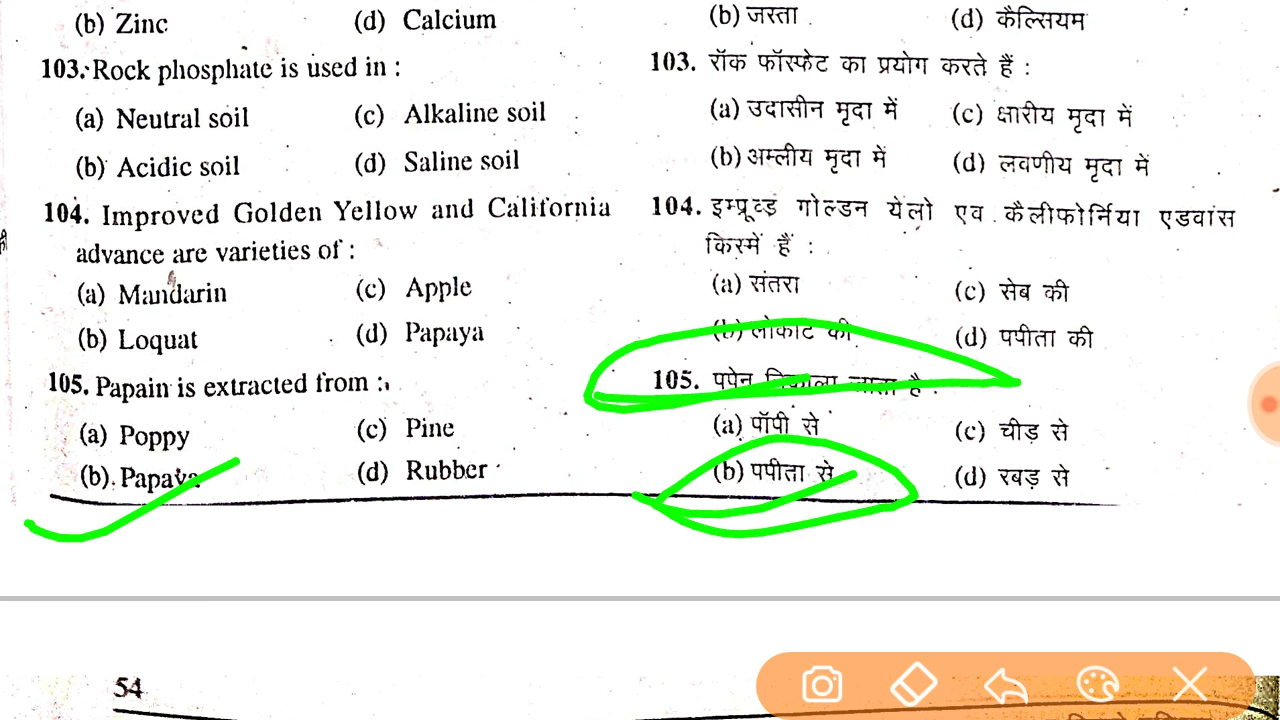 (b) Zinc (d) Calcium
103. Rock phosphate is used in :
(a) Neutral soil (c) Alkaline soil
(b) Acidic soil (d) Saline soil
104. Improved Golden Yellow and California
advance are varieties of :
(a) Mandarin (c) Apple
(b) Loquat (d) Papaya
105. Papain is extracted from :
(a) Poppy (c) Pine
(b) Papaya (d) Rubber
(b) जस्ता (d) कैल्सियम
103. रॉक फॉस्फेट का प्रयोग करते हैं :
(a) उदासीन मृदा में (c) क्षारीय मृदा में
(b) अम्लीय मृदा में (d) लवणीय मृदा में
104. इम्प्रूव्ड गोल्डन येलो एव कैलीफोर्निया एडवांस
किस्में हैं :
(a) संतरा (c) सेब की
(b) लोकाट की (d) पपीता की
105. पपेन निकाला जाता है :
(a) पॉपी से (c) चीड़ से
(b) पपीता से (d) रबड़ से
54